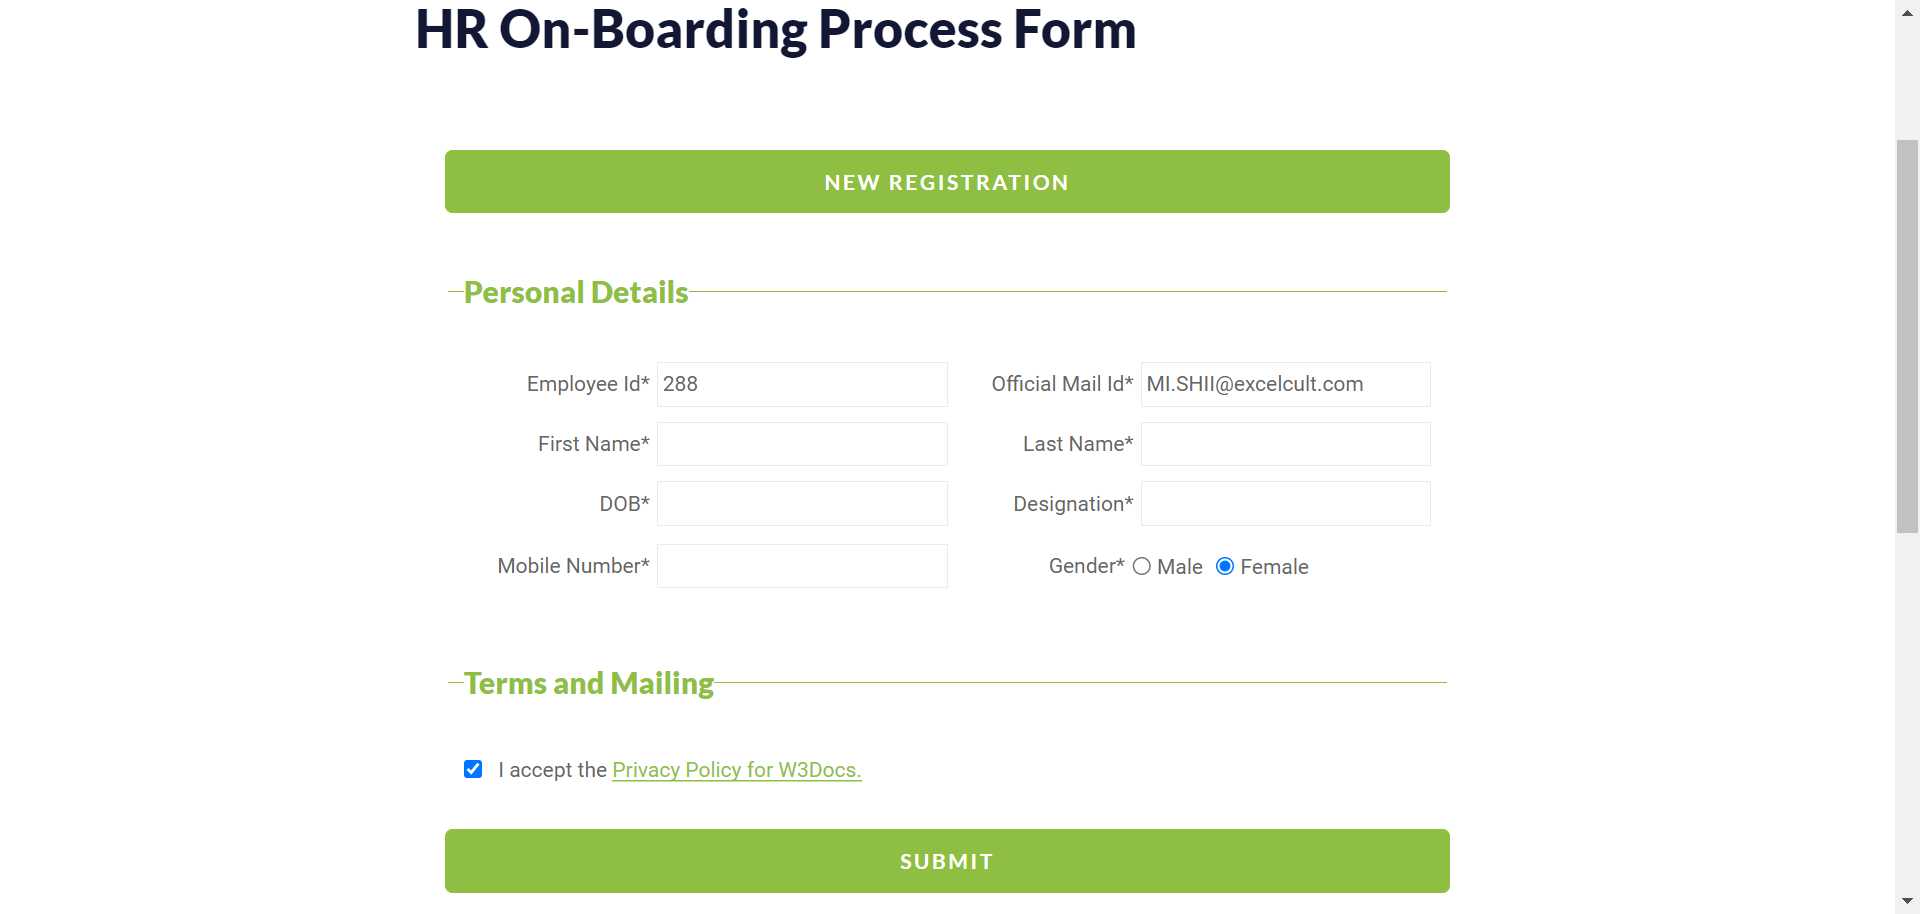 HR On-Boarding Process Form
NEW REGISTRATION
Personal Details
Employee Id* 288 Official Mail Id* MI.SHII@excelcult.com
First Name* Last Name*
DOB* Designation*
Mobile Number* Gender* Male Female
Terms and Mailing
I accept the Privacy Policy for W3Docs.
SUBMIT